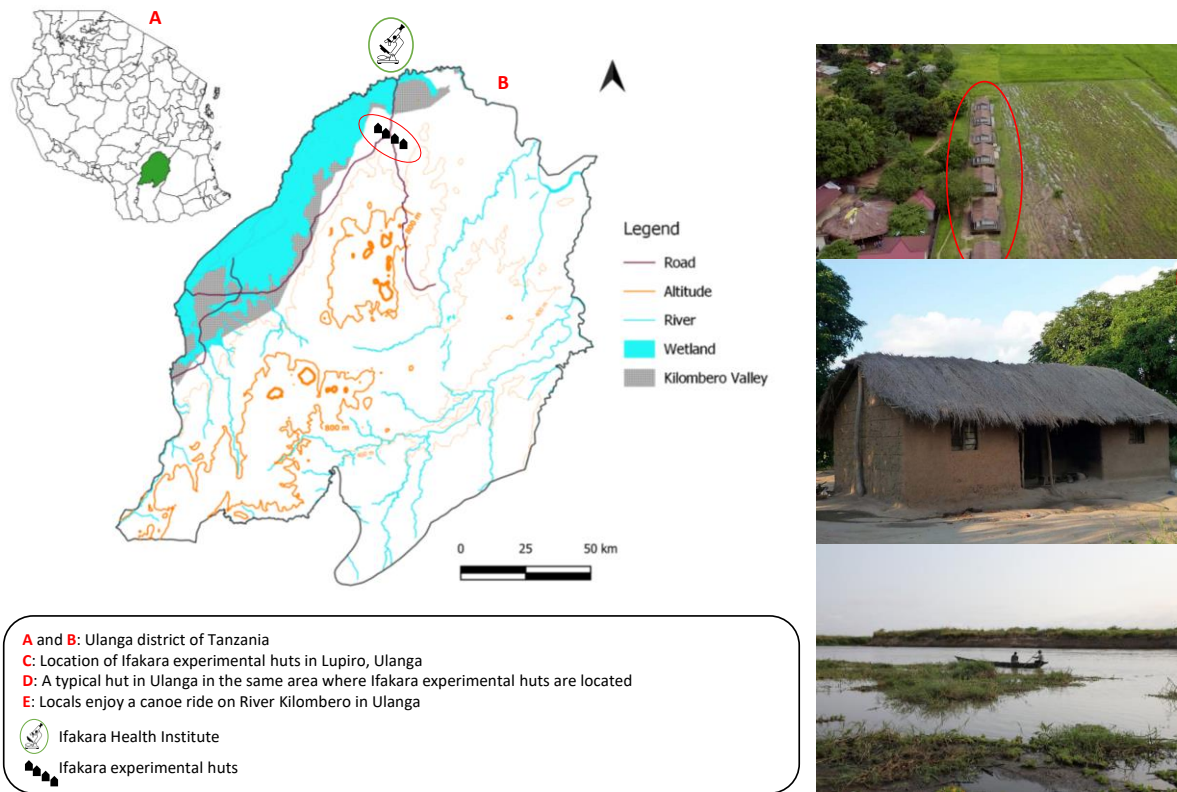 A
B
800 m
Legend
Road
Altitude
River
Wetland
Kilombero Valley
800 m
0 25 50 km
A and B: Ulanga district of Tanzania
C: Location of Ifakara experimental huts in Lupiro, Ulanga
D: A typical hut in Ulanga in the same area where Ifakara experimental huts are located
E: Locals enjoy a canoe ride on River Kilombero in Ulanga
Ifakara Health Institute
Ifakara experimental huts